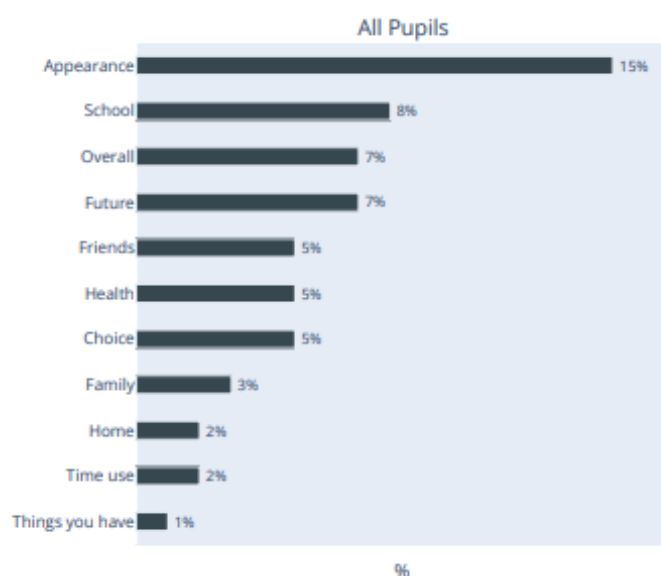 All Pupils
Appearance 15%
School 8%
Overall 7%
Future 7%
Friends 5%
Health 5%
Choice 5%
Family 3%
Home 2%
Time use 2%
Things you have 1%
%